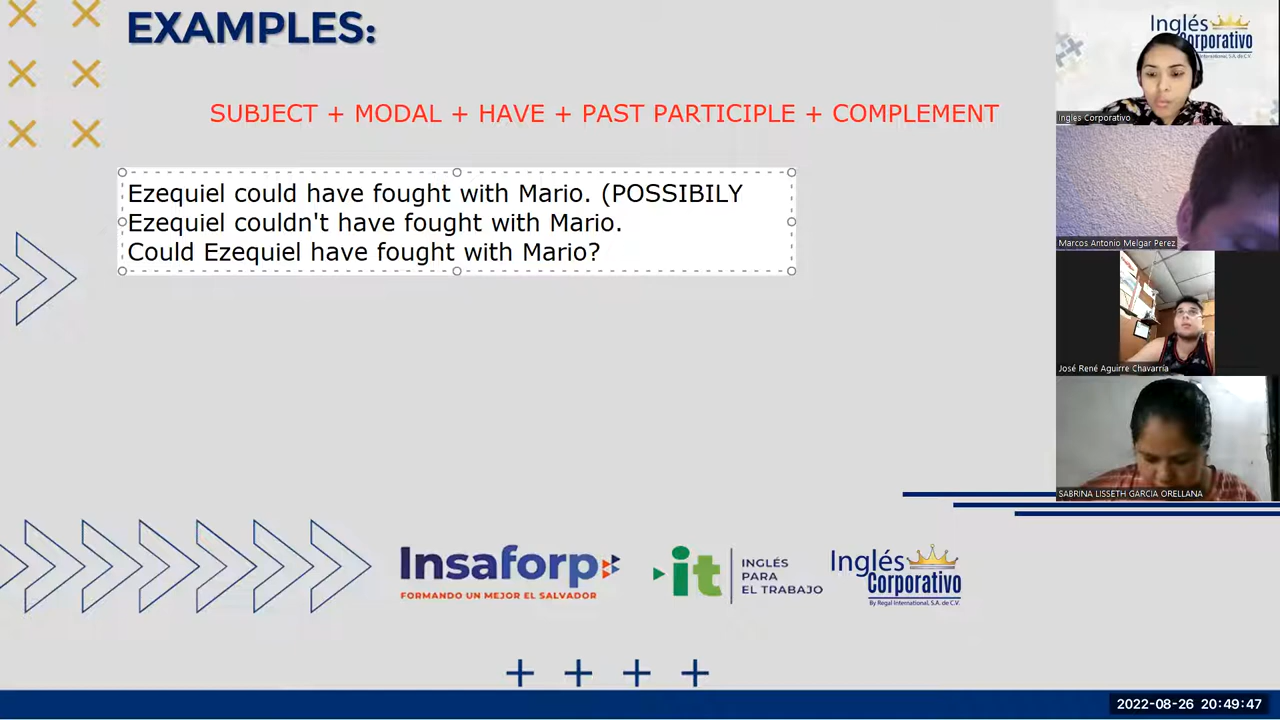 EXAMPLES:
SUBJECT + MODAL + HAVE + PAST PARTICIPLE + COMPLEMENT
Ezequiel could have fought with Mario. (POSSIBILY
Ezequiel couldn't have fought with Mario.
Could Ezequiel have fought with Mario?
Inglés
Corporativo
Ingles Corporativo
Marcos Antonio Melgar Perez
José René Aguirre Chavarría
SABRINA LISSETH GARCIA ORELLANA
Insaforp
FORMANDO UN MEJOR EL SALVADOR
it
INGLÉS
PARA
EL TRABAJO
Inglés
Corporativo
By Regal International, S.A. de C.V.
2022-08-26 20:49:47